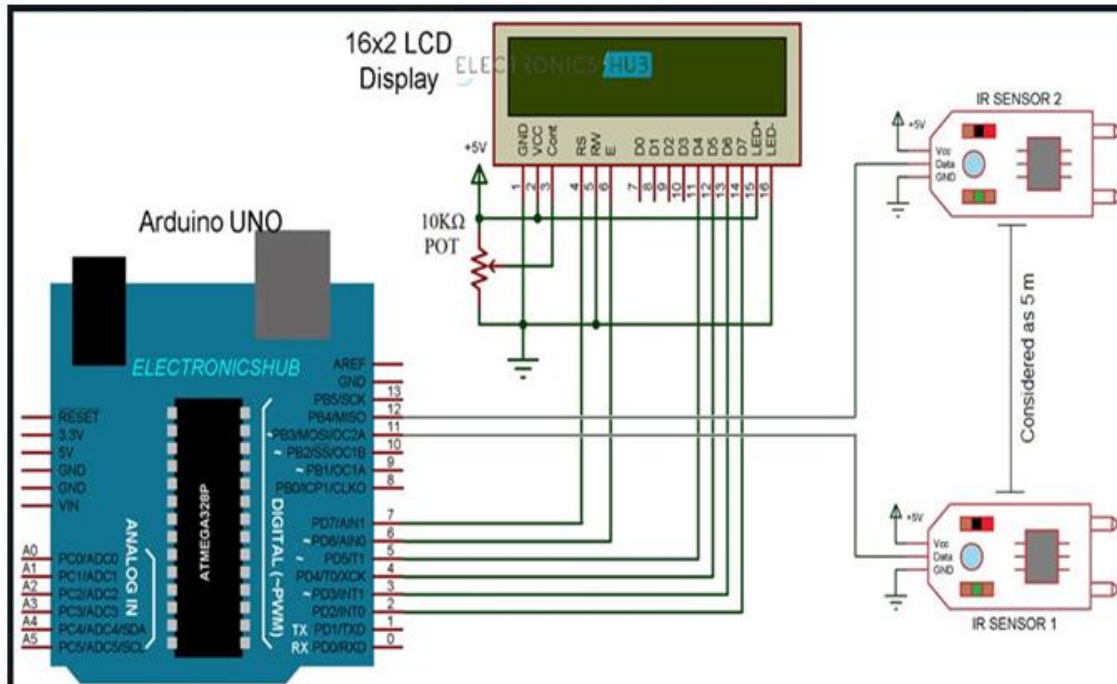 16x2 LCD
Display
ELECTRONICS HUB
GND
VCC
Cont
RS
RW
E
D0
D1
D2
D3
D4
D5
D6
D7
LED+
LED-
1
2
3
4
5
6
7
8
9
10
11
12
13
14
15
16
+5V
10KΩ
POT
Arduino UNO
ELECTRONICSHUB
ATMEGA328P
ANALOG IN
DIGITAL (~PWM)
RESET
3.3V
5V
GND
GND
VIN
A0 PC0/ADC0
A1 PC1/ADC1
A2 PC2/ADC2
A3 PC3/ADC3
A4 PC4/ADC4/SDA
A5 PC5/ADC5/SCL
AREF
GND
PB5/SCK 13
PB4/MISO 12
~PB3/MOSI/OC2A 11
~ PB2/SS/OC1B 10
~ PB1/OC1A 9
PB0/ICP1/CLKO 8
PD7/AIN1 7
~ PD6/AIN0 6
~ PD5/T1 5
PD4/T0/XCK 4
~ PD3/INT1 3
PD2/INT0 2
TX PD1/TXD 1
RX PD0/RXD 0
IR SENSOR 2
+5V
Vcc
Data
GND
Considered as 5 m
+5V
Vcc
Data
GND
IR SENSOR 1